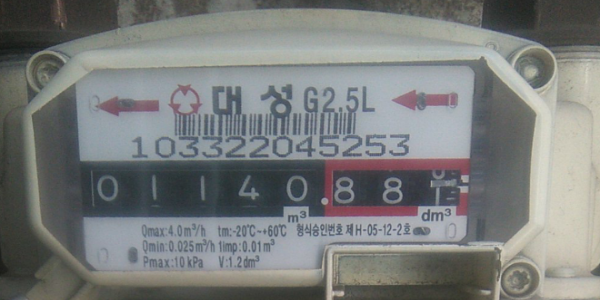 대성 G2.5L
103322045253
01140.88
m³ dm³
Qmax:4.0m³/h tm:-20℃~+60℃ 형식승인번호 제H-05-12-2호
Qmin:0.025m³/h 1imp:0.01m³
Pmax:10kPa V:1.2dm³